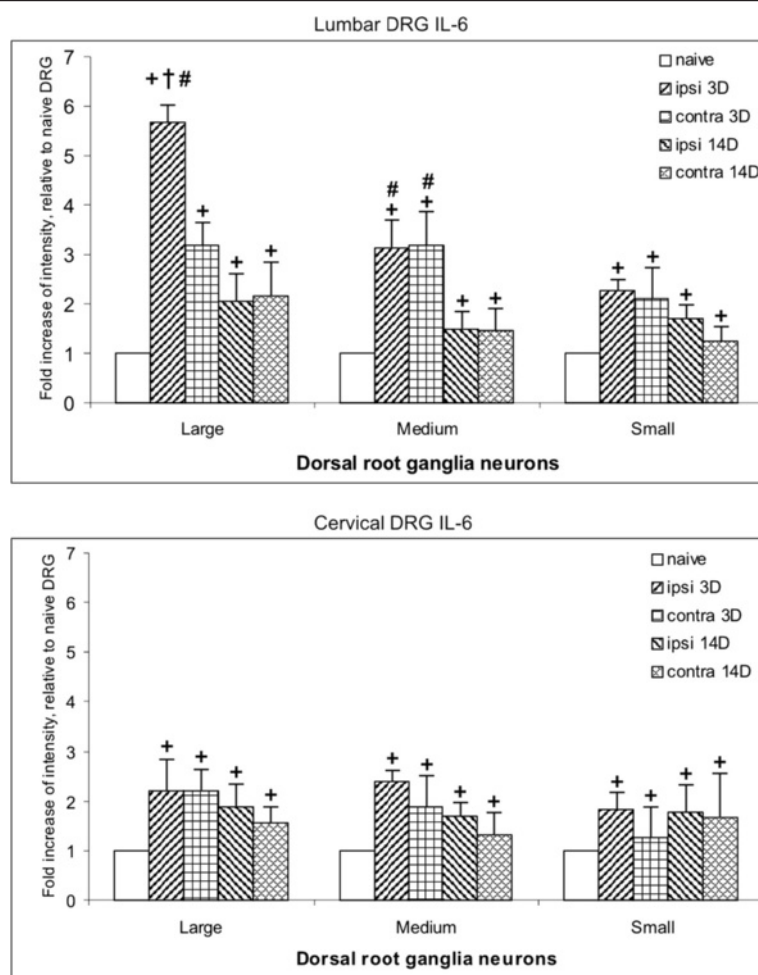 Lumbar DRG IL-6
Fold increase of intensity, relative to naive DRG
7
6
5
4
3
2
1
0
+ † #
+
+
+
#
+
#
+
+
+
+
+
+
+
naive
ipsi 3D
contra 3D
ipsi 14D
contra 14D
Large Medium Small
Dorsal root ganglia neurons
Cervical DRG IL-6
Fold increase of intensity, relative to naive DRG
7
6
5
4
3
2
1
0
+
+
+
+
+
+
+
+
+
+
+
+
naive
ipsi 3D
contra 3D
ipsi 14D
contra 14D
Large Medium Small
Dorsal root ganglia neurons